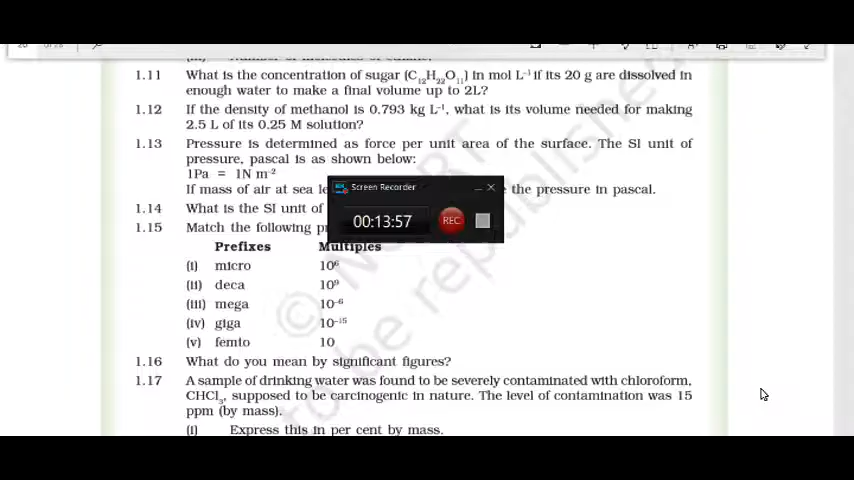 1.11 What is the concentration of sugar (C₁₂H₂₂O₁₁) in mol L⁻¹ if its 20 g are dissolved in
enough water to make a final volume up to 2L?
1.12 If the density of methanol is 0.793 kg L⁻¹, what is its volume needed for making
2.5 L of its 0.25 M solution?
1.13 Pressure is determined as force per unit area of the surface. The SI unit of
pressure, pascal is as shown below:
1Pa = 1N m⁻²
If mass of air at sea le
the pressure in pascal.
Screen Recorder
00:13:57
REC
1.14 What is the SI unit of
1.15 Match the following p
Prefixes Multiples
(i) micro 10⁶
(ii) deca 10⁹
(iii) mega 10⁻⁶
(iv) giga 10⁻¹⁵
(v) femto 10
1.16 What do you mean by significant figures?
1.17 A sample of drinking water was found to be severely contaminated with chloroform,
CHCl₃, supposed to be carcinogenic in nature. The level of contamination was 15
ppm (by mass).
(i) Express this in per cent by mass.